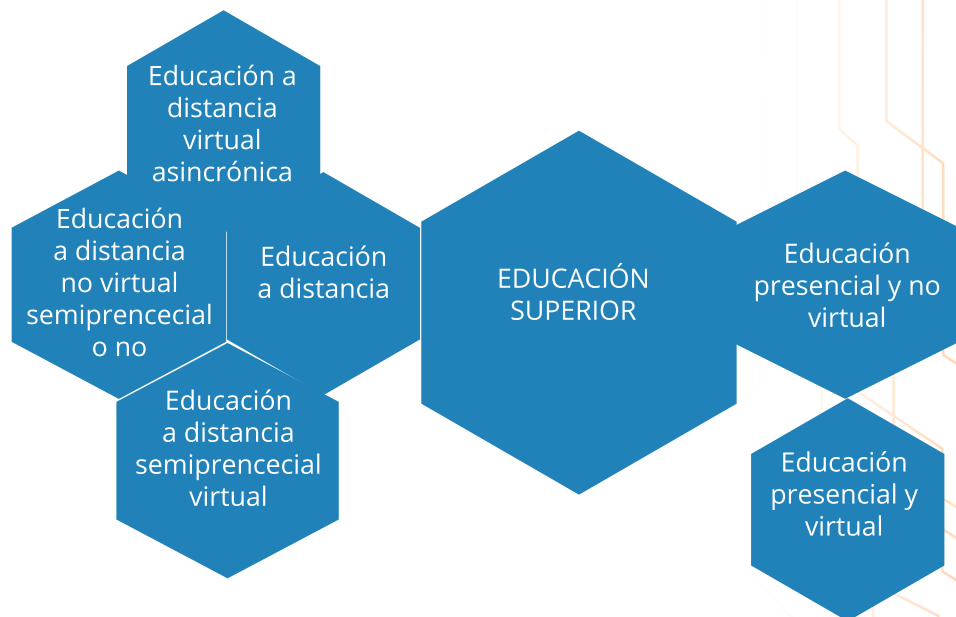 Educación a
distancia
virtual
asincrónica
Educación
a distancia
no virtual
semiprencecial
o no
Educación
a distancia
Educación
a distancia
semiprencecial
virtual
EDUCACIÓN
SUPERIOR
Educación
presencial y no
virtual
Educación
presencial y
virtual